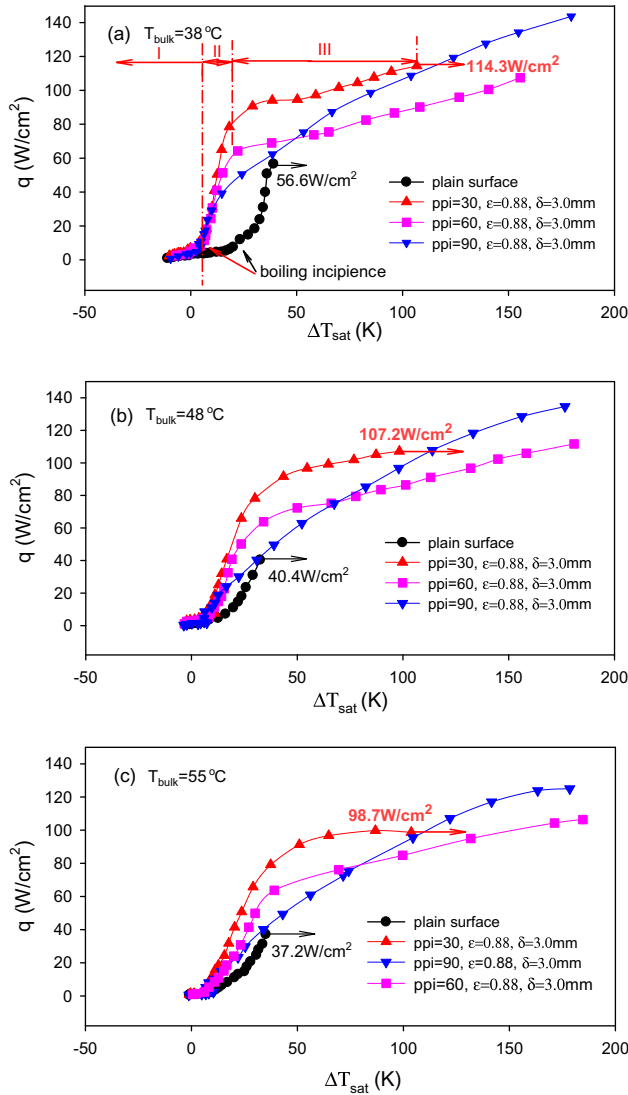 (a) T_bulk=38 °C
I II III
114.3W/cm²
56.6W/cm²
boiling incipience
plain surface
ppi=30, ε=0.88, δ=3.0mm
ppi=60, ε=0.88, δ=3.0mm
ppi=90, ε=0.88, δ=3.0mm
q (W/cm²)
140
120
100
80
60
40
20
0
-50 0 50 100 150 200
ΔT_sat (K)
(b) T_bulk=48 °C
107.2W/cm²
40.4W/cm²
plain surface
ppi=30, ε=0.88, δ=3.0mm
ppi=60, ε=0.88, δ=3.0mm
ppi=90, ε=0.88, δ=3.0mm
q (W/cm²)
140
120
100
80
60
40
20
0
-50 0 50 100 150 200
ΔT_sat (K)
(c) T_bulk=55 °C
98.7W/cm²
37.2W/cm²
plain surface
ppi=30, ε=0.88, δ=3.0mm
ppi=90, ε=0.88, δ=3.0mm
ppi=60, ε=0.88, δ=3.0mm
q (W/cm²)
140
120
100
80
60
40
20
0
-50 0 50 100 150 200
ΔT_sat (K)